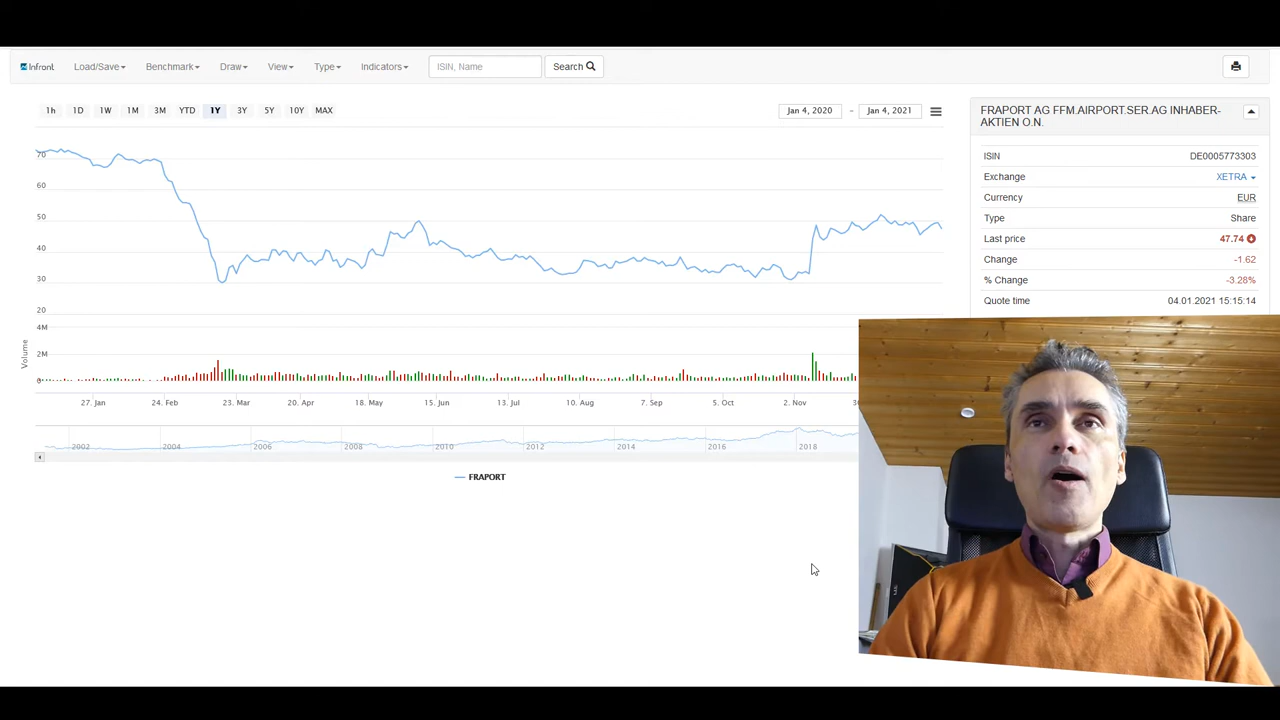 infront Load/Save Benchmark Draw View Type Indicators ISIN, Name Search
1h 1D 1W 1M 3M YTD 1Y 3Y 5Y 10Y MAX Jan 4, 2020 – Jan 4, 2021
FRAPORT AG FFM.AIRPORT.SER.AG INHABER-
AKTIEN O.N.
ISIN DE0005773303
Exchange XETRA
Currency EUR
Type Share
Last price 47.74
Change -1.62
% Change -3.28%
Quote time 04.01.2021 15:15:14
70
60
50
40
30
20
4M
2M
0
Volume
27. Jan 24. Feb 23. Mar 20. Apr 18. May 15. Jun 13. Jul 10. Aug 7. Sep 5. Oct 2. Nov
2002 2004 2006 2008 2010 2012 2014 2016 2018
FRAPORT